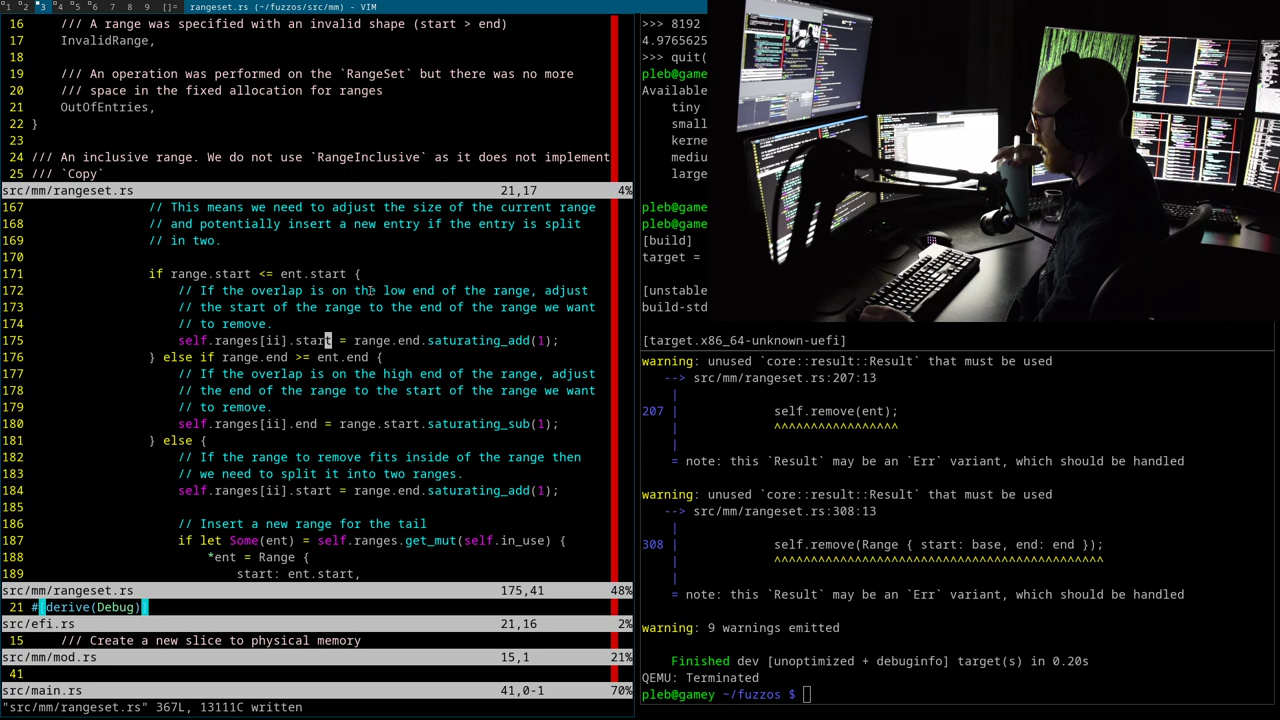 1 2 3 4 5 6 7 8 9 []= rangeset.rs (~/fuzzos/src/mm) - VIM
16     /// A range was specified with an invalid shape (start > end)
17     InvalidRange,
18
19     /// An operation was performed on the `RangeSet` but there was no more
20     /// space in the fixed allocation for ranges
21     OutOfEntries,
22 }
23
24 /// An inclusive range. We do not use `RangeInclusive` as it does not implement
25 /// `Copy`
src/mm/rangeset.rs 21,17 4%
167                 // This means we need to adjust the size of the current range
168                 // and potentially insert a new entry if the entry is split
169                 // in two.
170
171                 if range.start <= ent.start {
172                     // If the overlap is on the low end of the range, adjust
173                     // the start of the range to the end of the range we want
174                     // to remove.
175                     self.ranges[ii].start = range.end.saturating_add(1);
176                 } else if range.end >= ent.end {
177                     // If the overlap is on the high end of the range, adjust
178                     // the end of the range to the start of the range we want
179                     // to remove.
180                     self.ranges[ii].end = range.start.saturating_sub(1);
181                 } else {
182                     // If the range to remove fits inside of the range then
183                     // we need to split it into two ranges.
184                     self.ranges[ii].start = range.end.saturating_add(1);
185
186                     // Insert a new range for the tail
187                     if let Some(ent) = self.ranges.get_mut(self.in_use) {
188                         *ent = Range {
189                             start: ent.start,
src/mm/rangeset.rs 175,41 48%
21 #[derive(Debug)]
src/efi.rs 21,16 2%
15     /// Create a new slice to physical memory
src/mm/mod.rs 15,1 21%
41
src/main.rs 41,0-1 70%
"src/mm/rangeset.rs" 367L, 13111C written
>>> 8192
4.9765625
>>> quit(
pleb@game
Available
    tiny
    small
    kerne
    mediu
    large
pleb@game
pleb@game
[build]
target =
[unstable
build-std
[target.x86_64-unknown-uefi]
warning: unused `core::result::Result` that must be used
   --> src/mm/rangeset.rs:207:13
    |
207 |             self.remove(ent);
    |             ^^^^^^^^^^^^^^^^^
    |
    = note: this `Result` may be an `Err` variant, which should be handled
warning: unused `core::result::Result` that must be used
   --> src/mm/rangeset.rs:308:13
    |
308 |             self.remove(Range { start: base, end: end });
    |             ^^^^^^^^^^^^^^^^^^^^^^^^^^^^^^^^^^^^^^^^^^^^^
    |
    = note: this `Result` may be an `Err` variant, which should be handled
warning: 9 warnings emitted
    Finished dev [unoptimized + debuginfo] target(s) in 0.20s
QEMU: Terminated
pleb@gamey ~/fuzzos $